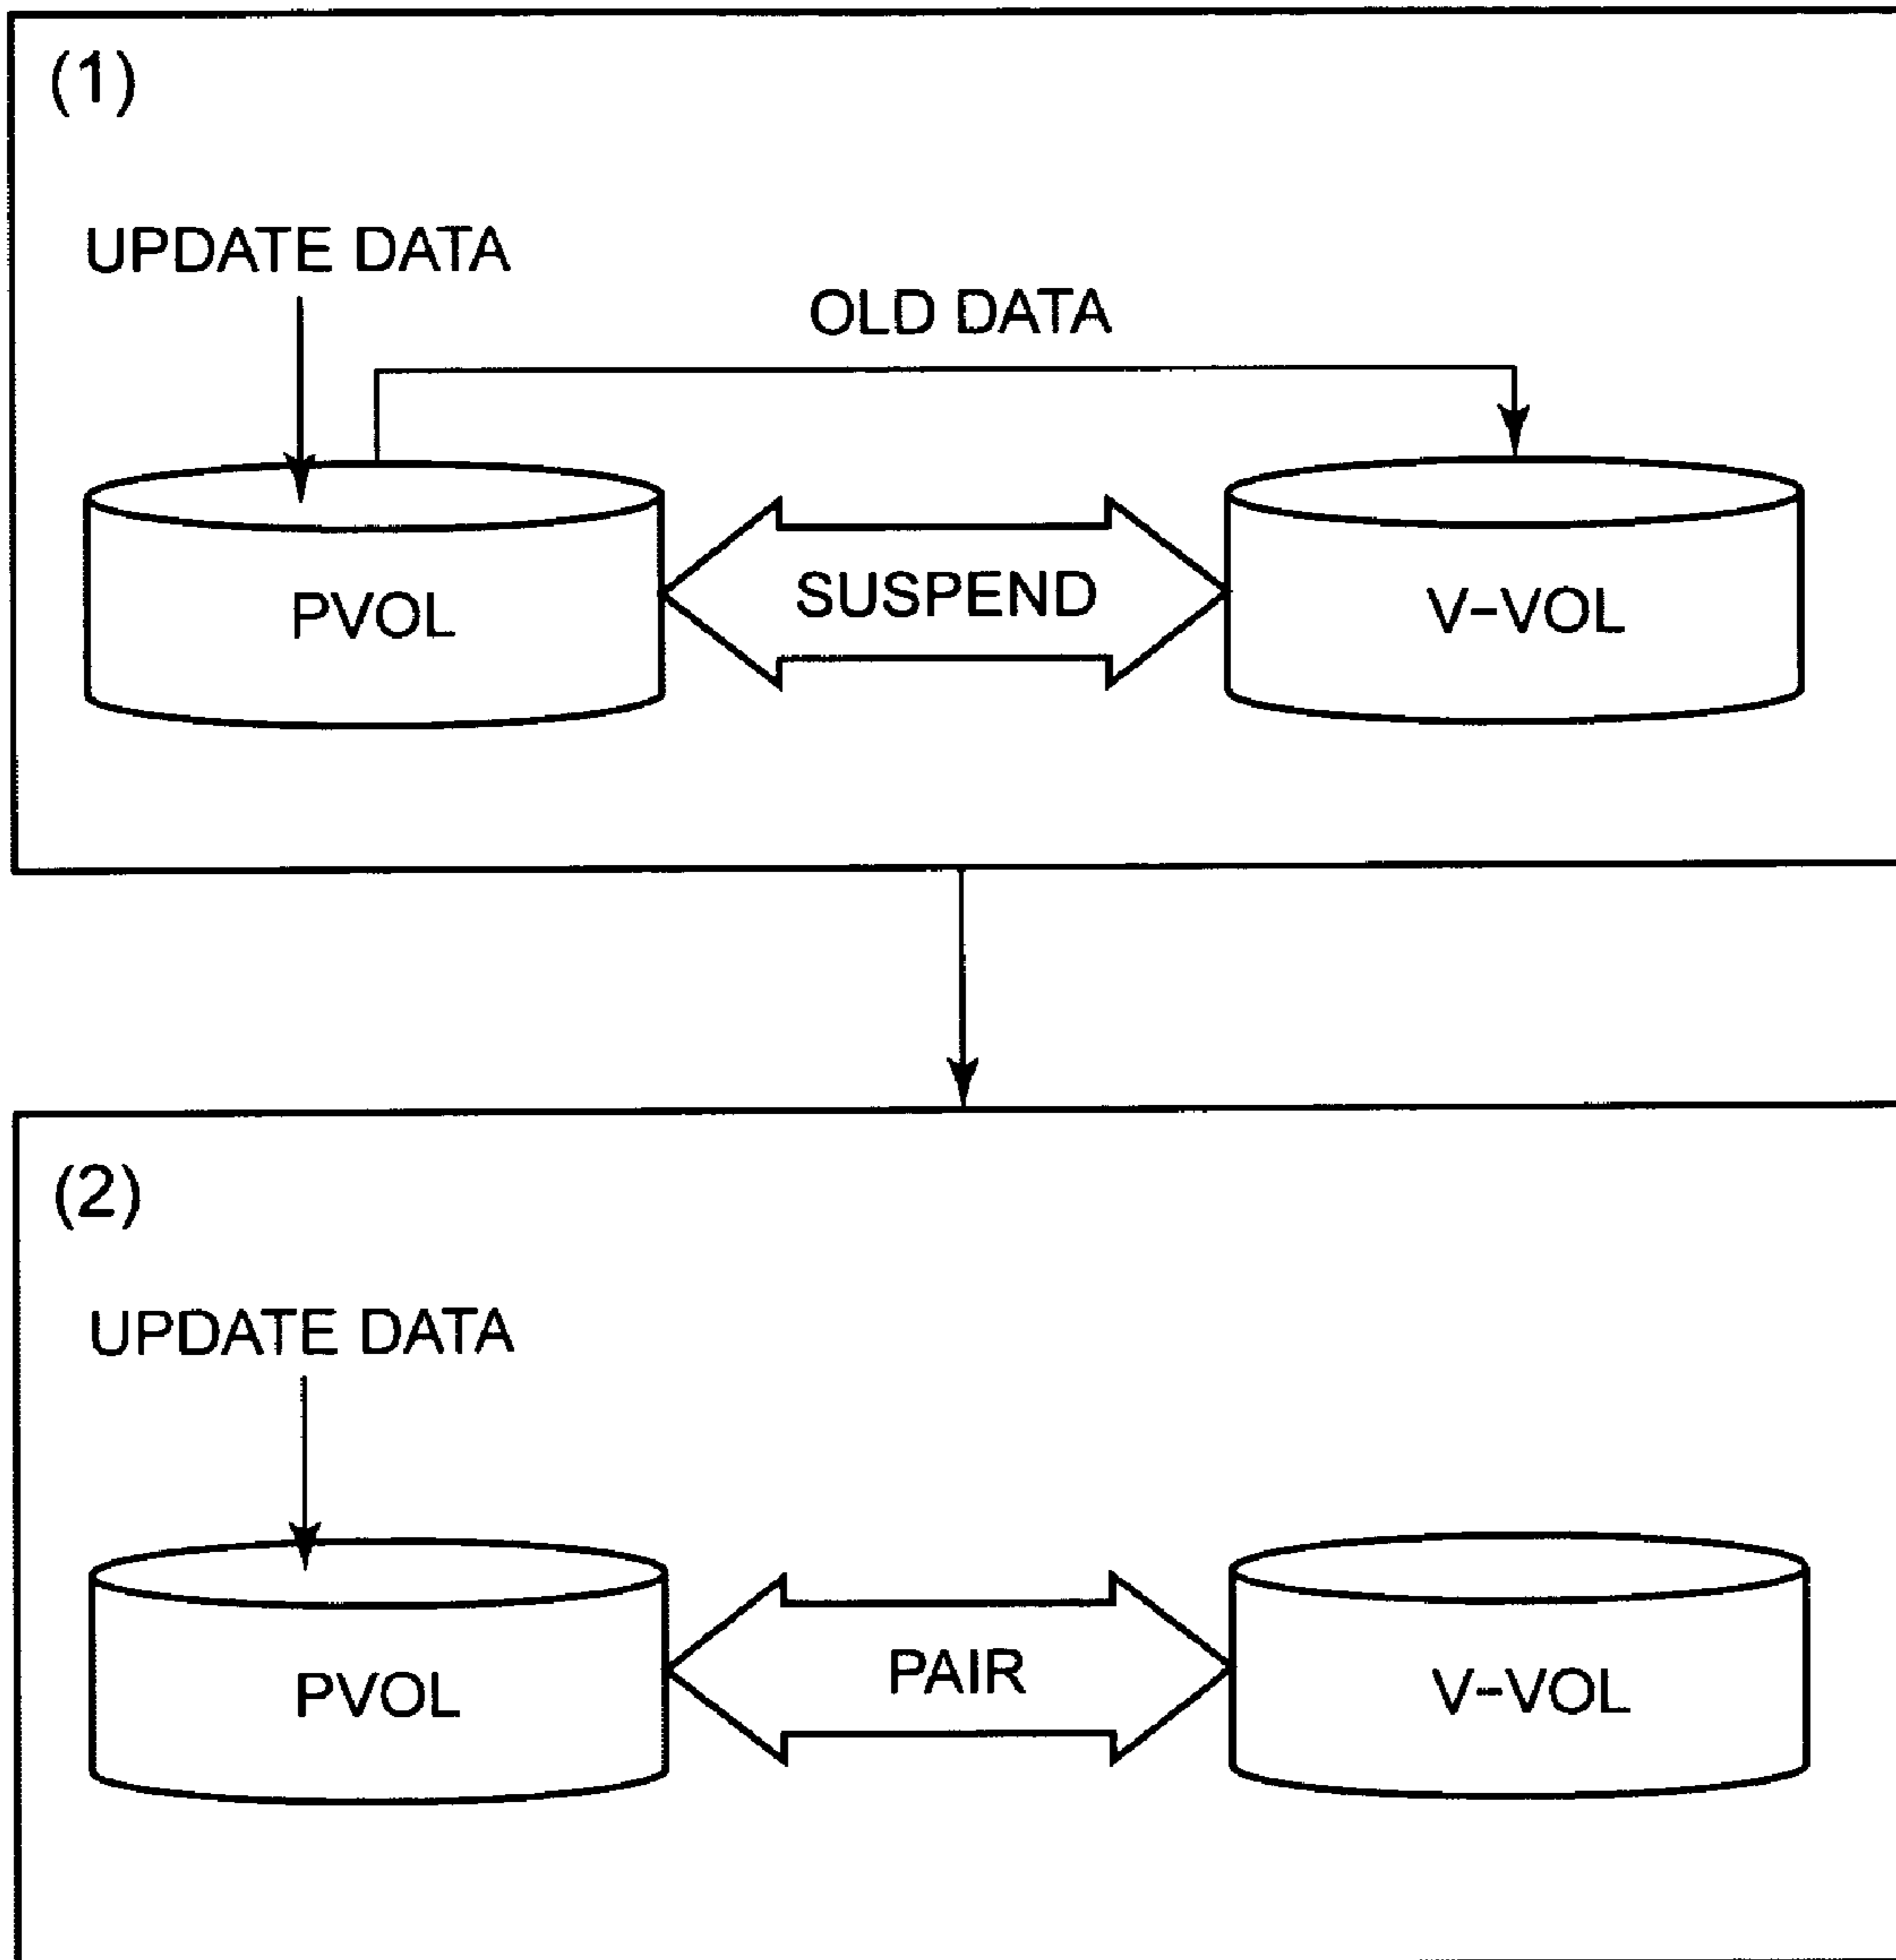 (1)
UPDATE DATA
OLD DATA
PVOL
SUSPEND
V-VOL
(2)
UPDATE DATA
PVOL
PAIR
V-VOL